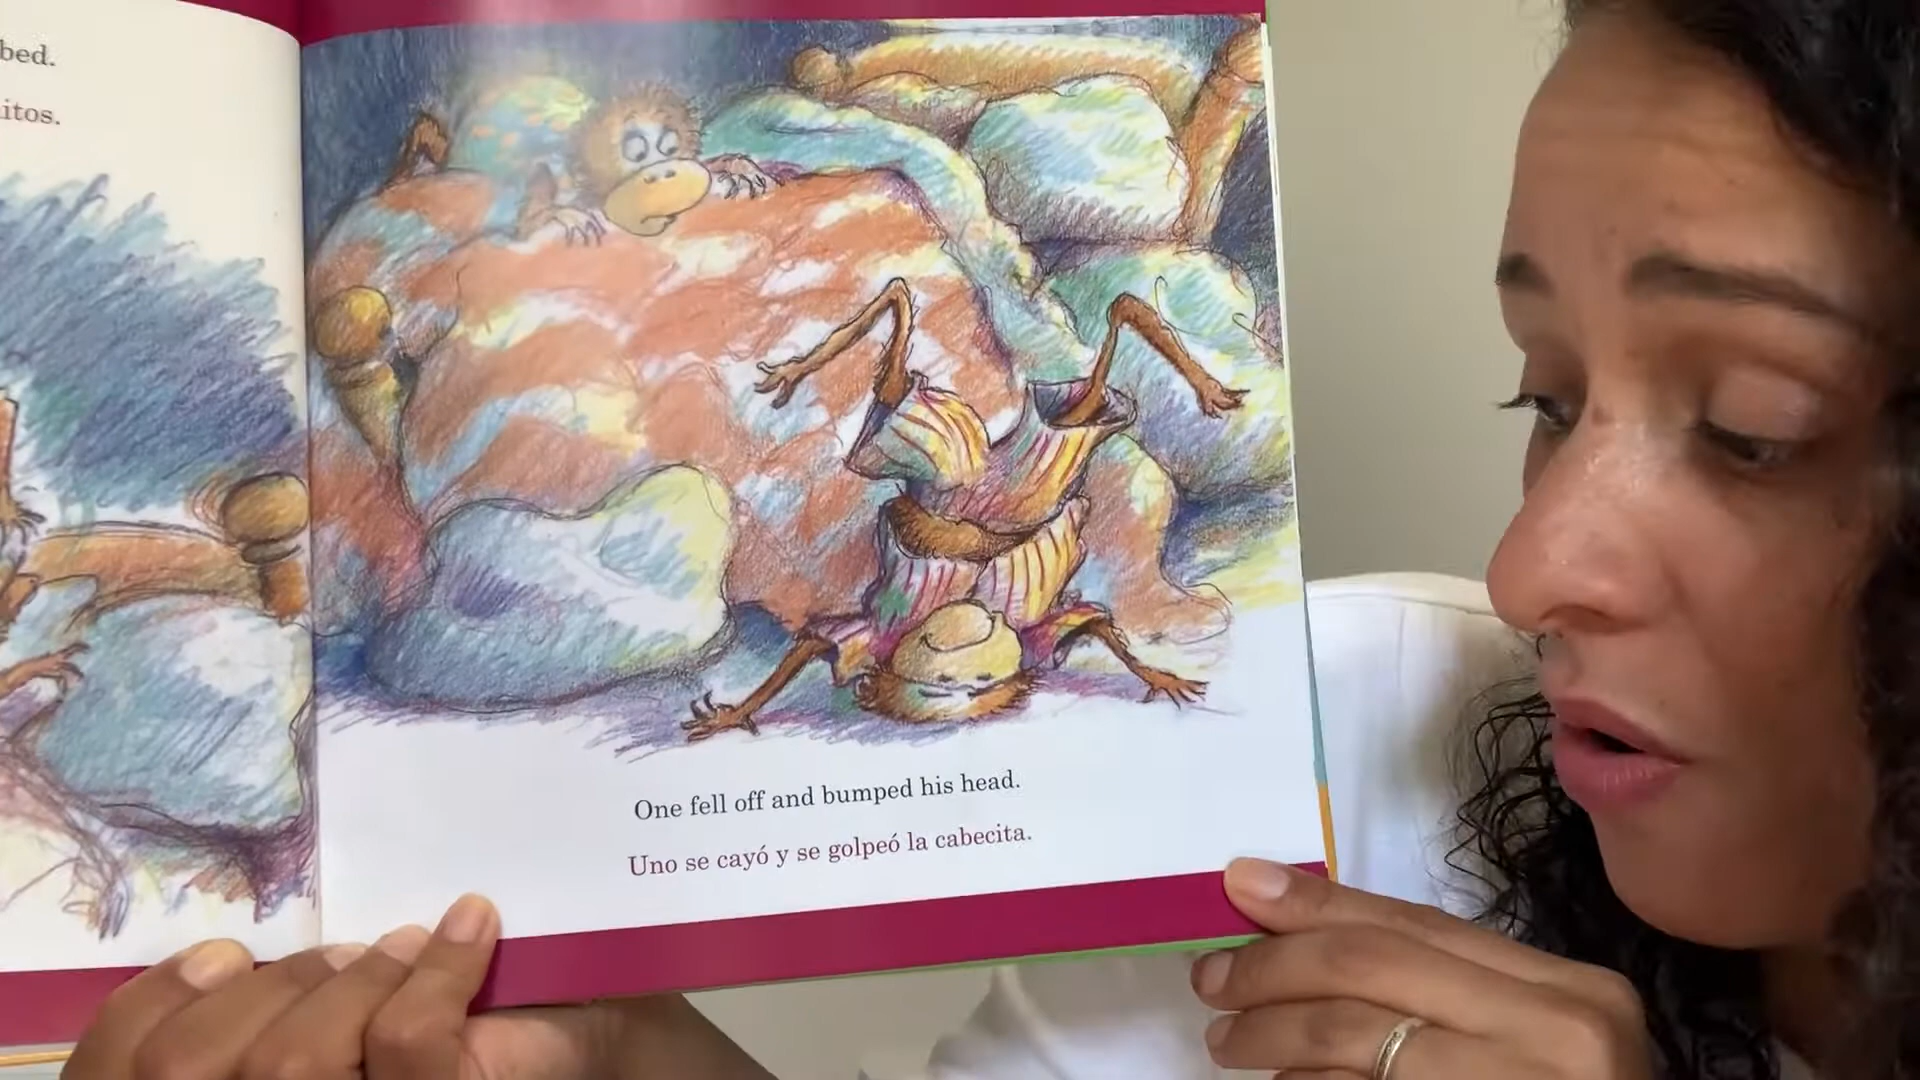 bed.
itos.
One fell off and bumped his head.
Uno se cayó y se golpeó la cabecita.